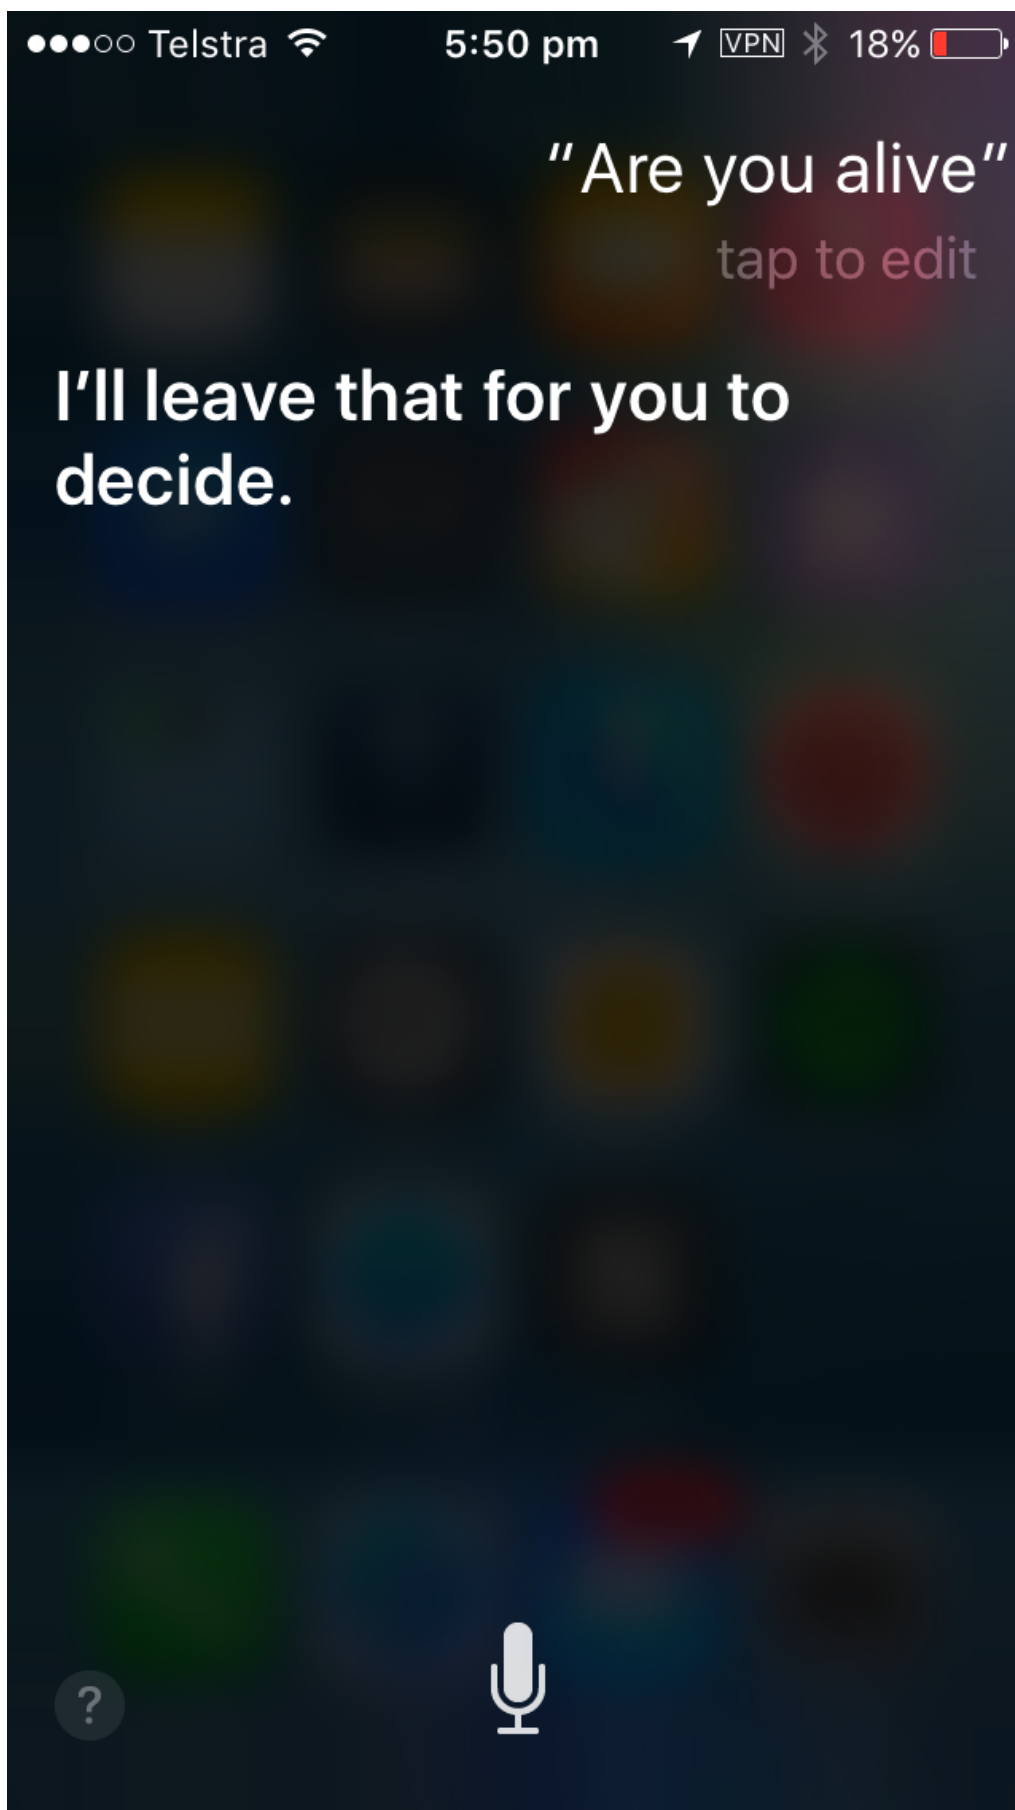 Telstra 5:50 pm VPN 18%
“Are you alive”
tap to edit
I’ll leave that for you to
decide.
?